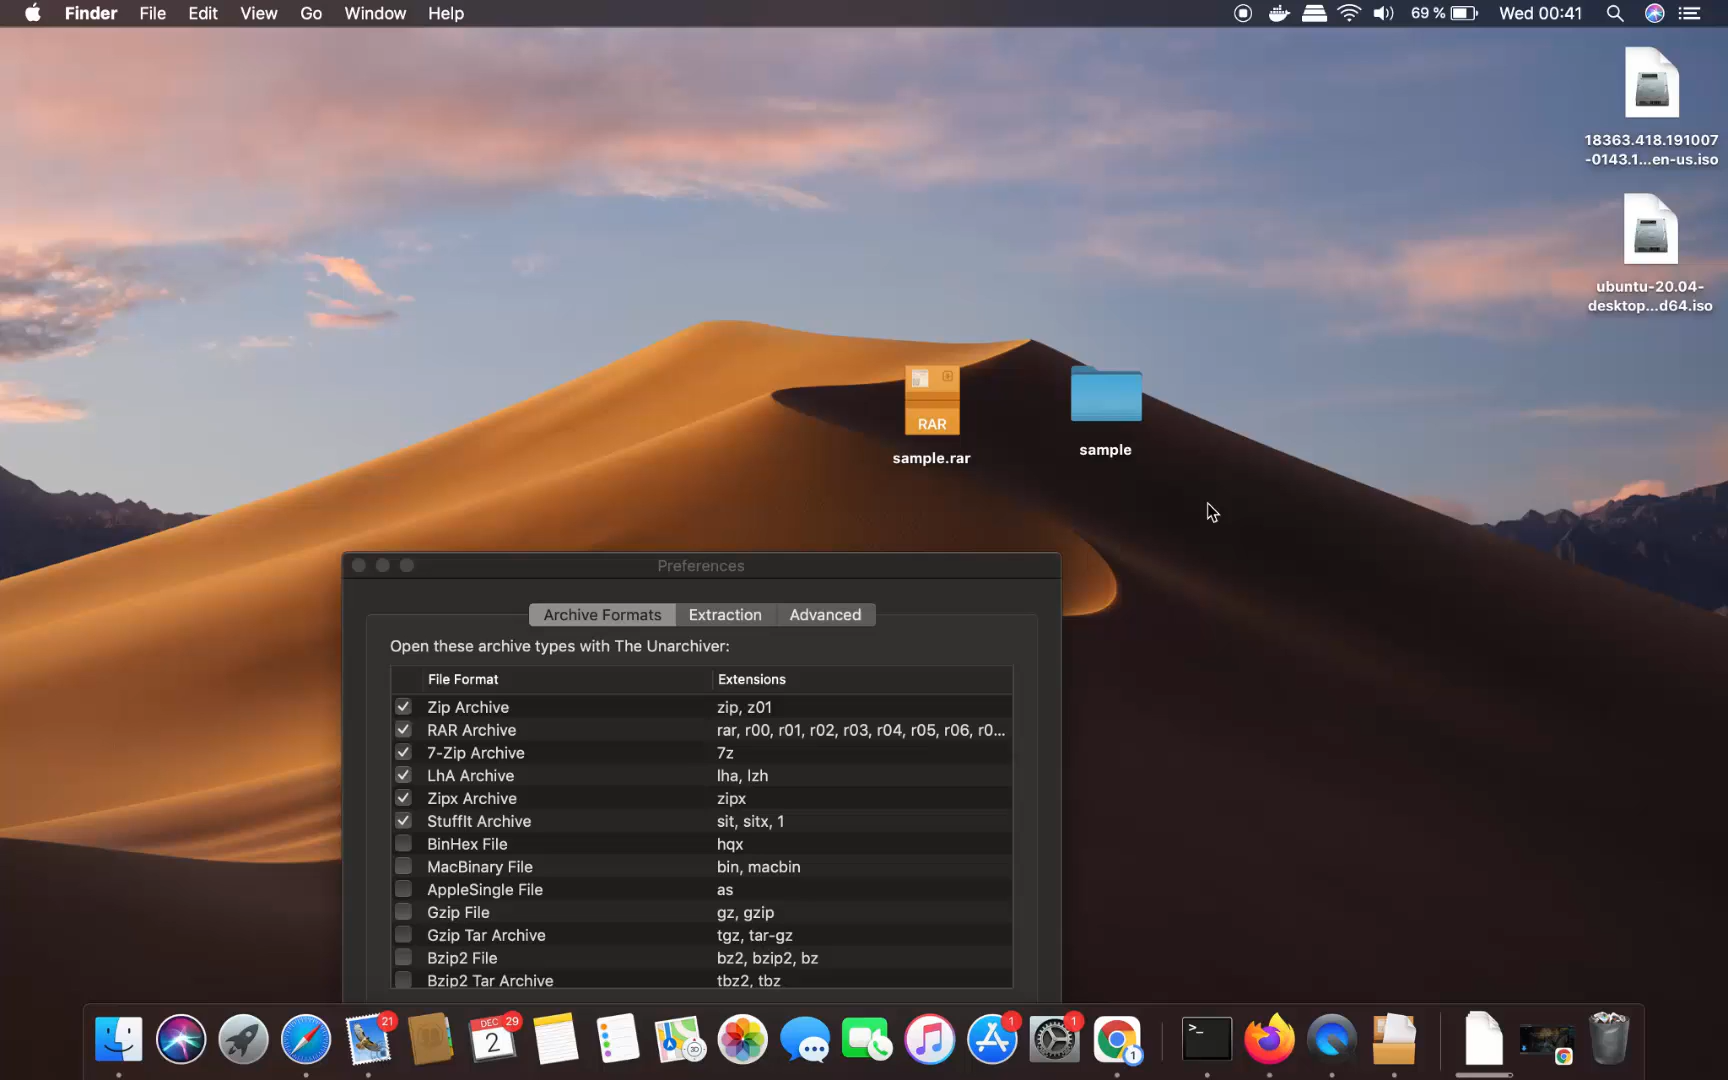 Finder File Edit View Go Window Help 69 % Wed 00:41
18363.418.191007
-0143.1...en-us.iso
ubuntu-20.04-
desktop...d64.iso
RAR
sample.rar
sample
Preferences
Archive Formats Extraction Advanced
Open these archive types with The Unarchiver:
File Format Extensions
Zip Archive zip, z01
RAR Archive rar, r00, r01, r02, r03, r04, r05, r06, r0...
7-Zip Archive 7z
LhA Archive lha, lzh
Zipx Archive zipx
StuffIt Archive sit, sitx, 1
BinHex File hqx
MacBinary File bin, macbin
AppleSingle File as
Gzip File gz, gzip
Gzip Tar Archive tgz, tar-gz
Bzip2 File bz2, bzip2, bz
Bzip2 Tar Archive tbz2, tbz
21 DEC 29 1 1 >_
2 3D 1